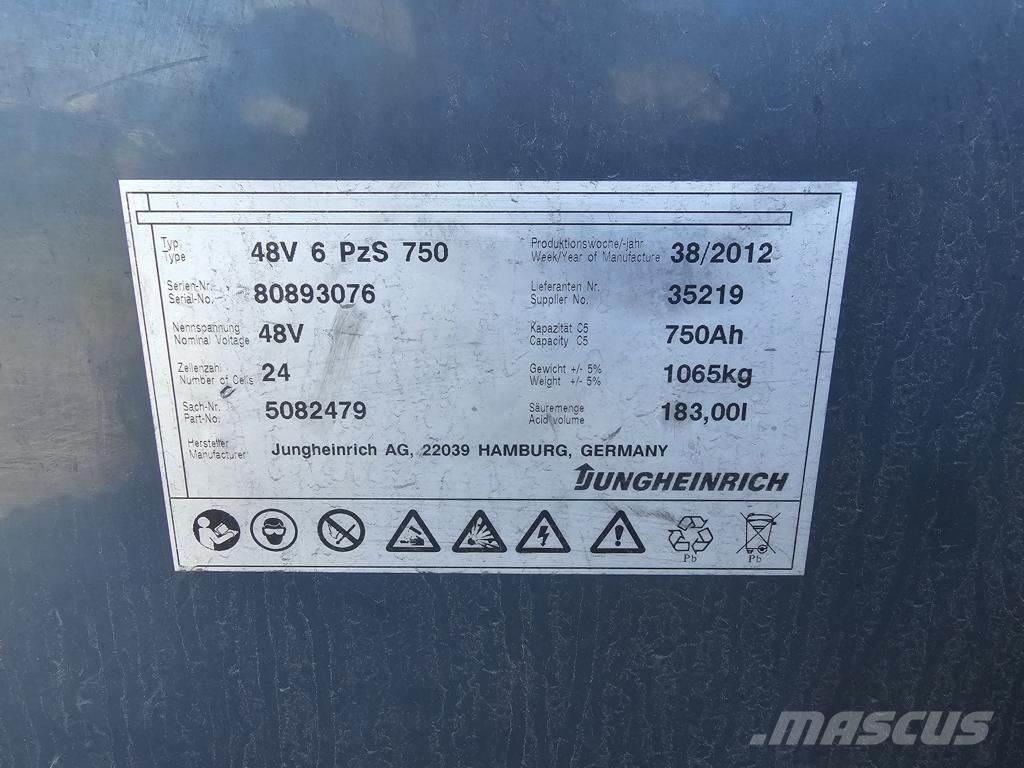 Typ
Type
48V 6 PzS 750
Produktionswoche/-jahr
Week/Year of Manufacture
38/2012
Serien-Nr.
Serial-No.
80893076
Lieferanten Nr.
Supplier No.
35219
Nennspannung
Nominal Voltage
48V
Kapazität C5
Capacity C5
750Ah
Zellenzahl
Number of Cells
24
Gewicht +/- 5%
Weight +/- 5%
1065kg
Sach-Nr.
Part-No.
5082479
Säuremenge
Acid volume
183,00l
Hersteller
Manufacturer
Jungheinrich AG, 22039 HAMBURG, GERMANY
JUNGHEINRICH
Pb
Pb
MASCUS